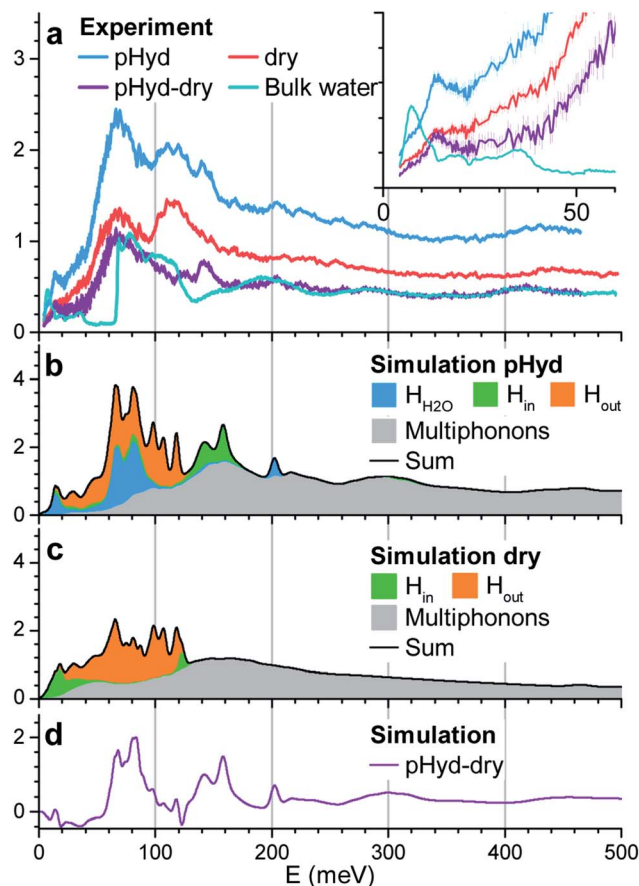 a
Experiment
pHyd dry
pHyd-dry Bulk water
3
2
1
0
0 50
b
Simulation pHyd
H_H2O H_in H_out
Multiphonons
Sum
4
2
0
c
Simulation dry
H_in H_out
Multiphonons
Sum
4
2
0
d
Simulation
pHyd-dry
2
0
0 100 200 300 400 500
E (meV)